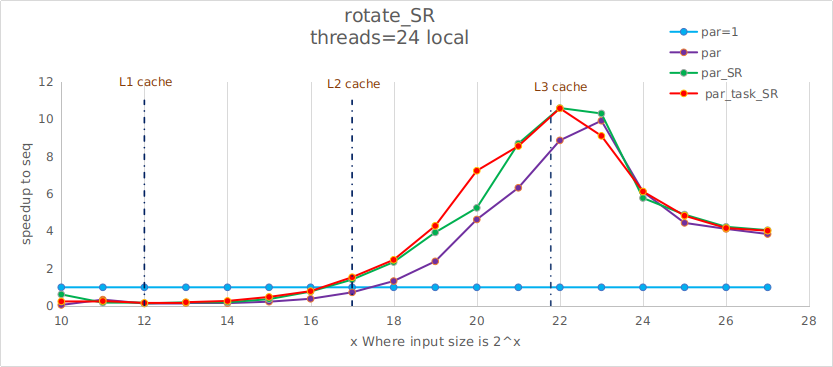 rotate_SR
threads=24 local
par=1
par
par_SR
par_task_SR
L1 cache
L2 cache
L3 cache
speedup to seq
12
10
8
6
4
2
0
10 12 14 16 18 20 22 24 26 28
x Where input size is 2^x